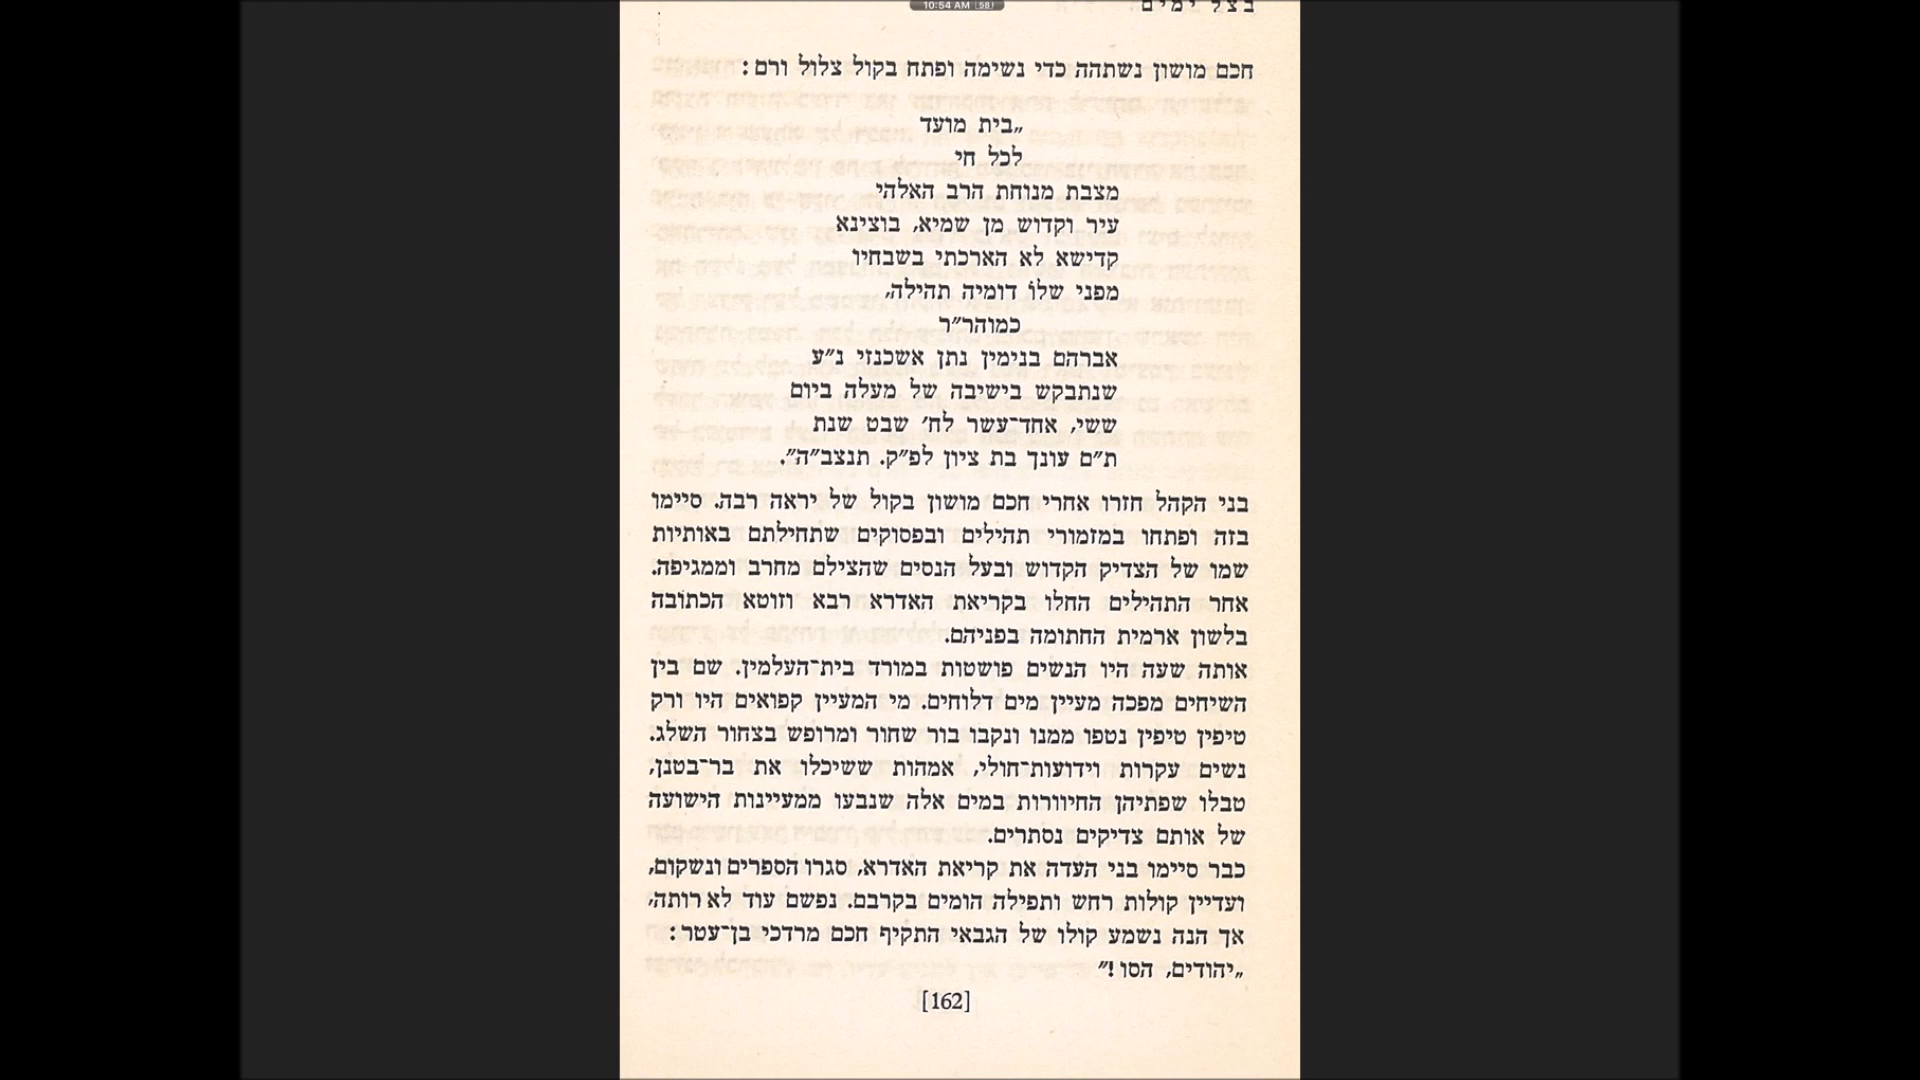 10:54 AM 58
בצל ימים
חכם מושון נשתהה כדי נשימה ופתח בקול צלול ורם:
„בית מועד
לכל חי
מצבת מנוחת הרב האלהי
עיר וקדוש מן שמיא, בוצינא
קדישא לא הארכתי בשבחיו
מפני שלוֹ דומיה תהילה,
כמוהר״ר
אברהם בנימין נתן אשכנזי נ״ע
שנתבקש בישיבה של מעלה ביום
ששי, אחד־עשר לח׳ שבט שנת
ת״ם עונך בת ציון לפ״ק. תנצב״ה״.
בני הקהל חזרו אחרי חכם מושון בקול של יראה רבה. סיימו
בזה ופתחו במזמורי תהילים ובפסוקים שתחילתם באותיות
שמו של הצדיק הקדוש ובעל הנסים שהצילם מחרב וממגיפה.
אחר התהילים החלו בקריאת האדרא רבא וזוטא הכתובה
בלשון ארמית החתומה בפניהם.
אותה שעה היו הנשים פושטות במורד בית־העלמין. שם בין
השיחים מפכה מעיין מים דלוחים. מי המעיין קפואים היו ורק
טיפין טיפין נטפו ממנו ונקבו בור שחור ומרופש בצחור השלג.
נשים עקרות וידועות־חולי, אמהות ששיכלו את בר־בטנן,
טבלו שפתיהן החיוורות במים אלה שנבעו ממעיינות הישועה
של אותם צדיקים נסתרים.
כבר סיימו בני העדה את קריאת האדרא, סגרו הספרים ונשקום,
ועדיין קולות רחש ותפילה הומים בקרבם. נפשם עוד לא רותה,
אך הנה נשמע קולו של הגבאי התקיף חכם מרדכי בן־עטר:
„יהודים, הסו!״
[162]